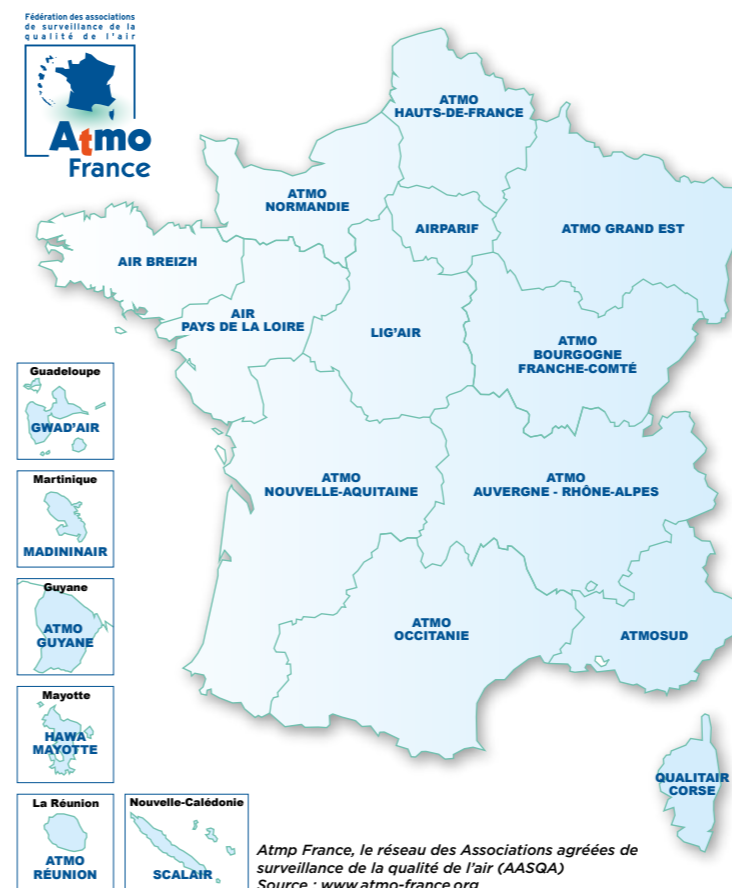 Fédération des associations
de surveillance de la
qualité de l'air
Atmo
France
ATMO
HAUTS-DE-FRANCE
ATMO
NORMANDIE
AIRPARIF
ATMO GRAND EST
AIR BREIZH
AIR
PAYS DE LA LOIRE
LIG'AIR
ATMO
BOURGOGNE
FRANCHE-COMTÉ
Guadeloupe
GWAD'AIR
Martinique
MADININAIR
ATMO
NOUVELLE-AQUITAINE
ATMO
AUVERGNE - RHÔNE-ALPES
Guyane
ATMO
GUYANE
ATMO
OCCITANIE
ATMOSUD
Mayotte
HAWA
MAYOTTE
QUALITAIR
CORSE
La Réunion
ATMO
RÉUNION
Nouvelle-Calédonie
SCALAIR
Atmp France, le réseau des Associations agréées de
surveillance de la qualité de l'air (AASQA)
Source : www.atmo-france.org